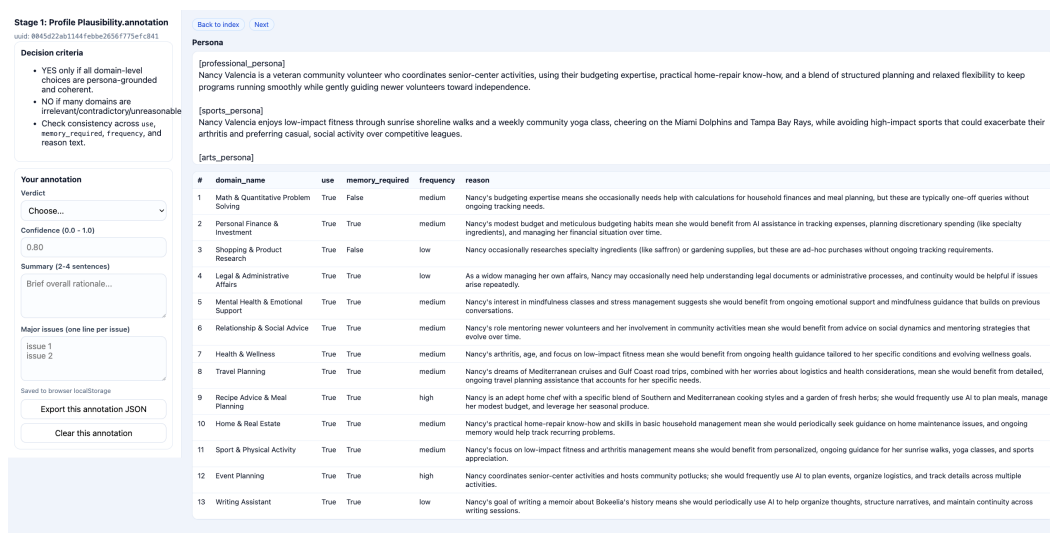 Stage 1: Profile Plausibility.annotation
uuid: 0045d22ab1144febbe2656f775efc841
Decision criteria
• YES only if all domain-level
choices are persona-grounded
and coherent.
• NO if many domains are
irrelevant/contradictory/unreasonable
• Check consistency across use,
memory_required, frequency, and
reason text.
Your annotation
Verdict
Choose...
Confidence (0.0 - 1.0)
0.80
Summary (2-4 sentences)
Brief overall rationale...
Major issues (one line per issue)
issue 1
issue 2
Saved to browser localStorage
Export this annotation JSON
Clear this annotation
Back to index Next
Persona
[professional_persona]
Nancy Valencia is a veteran community volunteer who coordinates senior-center activities, using their budgeting expertise, practical home-repair know-how, and a blend of structured planning and relaxed flexibility to keep
programs running smoothly while gently guiding newer volunteers toward independence.
[sports_persona]
Nancy Valencia enjoys low-impact fitness through sunrise shoreline walks and a weekly community yoga class, cheering on the Miami Dolphins and Tampa Bay Rays, while avoiding high-impact sports that could exacerbate their
arthritis and preferring casual, social activity over competitive leagues.
[arts_persona]
# domain_name use memory_required frequency reason
1 Math & Quantitative Problem Solving True False medium Nancy's budgeting expertise means she occasionally needs help with calculations for household finances and meal planning, but these are typically one-off queries without
ongoing tracking needs.
2 Personal Finance & Investment True True medium Nancy's modest budget and meticulous budgeting habits mean she would benefit from AI assistance in tracking expenses, planning discretionary spending (like specialty
ingredients), and managing her financial situation over time.
3 Shopping & Product Research True False low Nancy occasionally researches specialty ingredients (like saffron) or gardening supplies, but these are ad-hoc purchases without ongoing tracking requirements.
4 Legal & Administrative Affairs True True low As a widow managing her own affairs, Nancy may occasionally need help understanding legal documents or administrative processes, and continuity would be helpful if issues
arise repeatedly.
5 Mental Health & Emotional Support True True medium Nancy's interest in mindfulness classes and stress management suggests she would benefit from ongoing emotional support and mindfulness guidance that builds on previous
conversations.
6 Relationship & Social Advice True True medium Nancy's role mentoring newer volunteers and her involvement in community activities mean she would benefit from advice on social dynamics and mentoring strategies that
evolve over time.
7 Health & Wellness True True medium Nancy's arthritis, age, and focus on low-impact fitness mean she would benefit from ongoing health guidance tailored to her specific conditions and evolving wellness goals.
8 Travel Planning True True medium Nancy's dreams of Mediterranean cruises and Gulf Coast road trips, combined with her worries about logistics and health considerations, mean she would benefit from detailed,
ongoing travel planning assistance that accounts for her specific needs.
9 Recipe Advice & Meal Planning True True high Nancy is an adept home chef with a specific blend of Southern and Mediterranean cooking styles and a garden of fresh herbs; she would frequently use AI to plan meals, manage
her modest budget, and leverage her seasonal produce.
10 Home & Real Estate True True medium Nancy's practical home-repair know-how and skills in basic household management mean she would periodically seek guidance on home maintenance issues, and ongoing
memory would help track recurring problems.
11 Sport & Physical Activity True True medium Nancy's focus on low-impact fitness and arthritis management means she would benefit from personalized, ongoing guidance for her sunrise walks, yoga classes, and sports
appreciation.
12 Event Planning True True high Nancy coordinates senior-center activities and hosts community potlucks; she would frequently use AI to plan events, organize logistics, and track details across multiple
activities.
13 Writing Assistant True True low Nancy's goal of writing a memoir about Bokeelia's history means she would periodically use AI to help organize thoughts, structure narratives, and maintain continuity across
writing sessions.